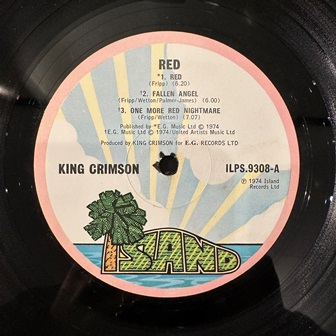 RED
*1. RED
(Fripp) (6.20)
†2. FALLEN ANGEL
(Fripp/Wetton/Palmer-James) (6.00)
†3. ONE MORE RED NIGHTMARE
(Fripp/Wetton) (7.07)
Published by *E.G. Music Ltd © 1974
†E.G. Music Ltd © 1974/United Artists Music Ltd
Produced by KING CRIMSON for E.G. RECORDS LTD
KING CRIMSON
ILPS.9308-A
℗ 1974 Island
Records Ltd
ISLAND